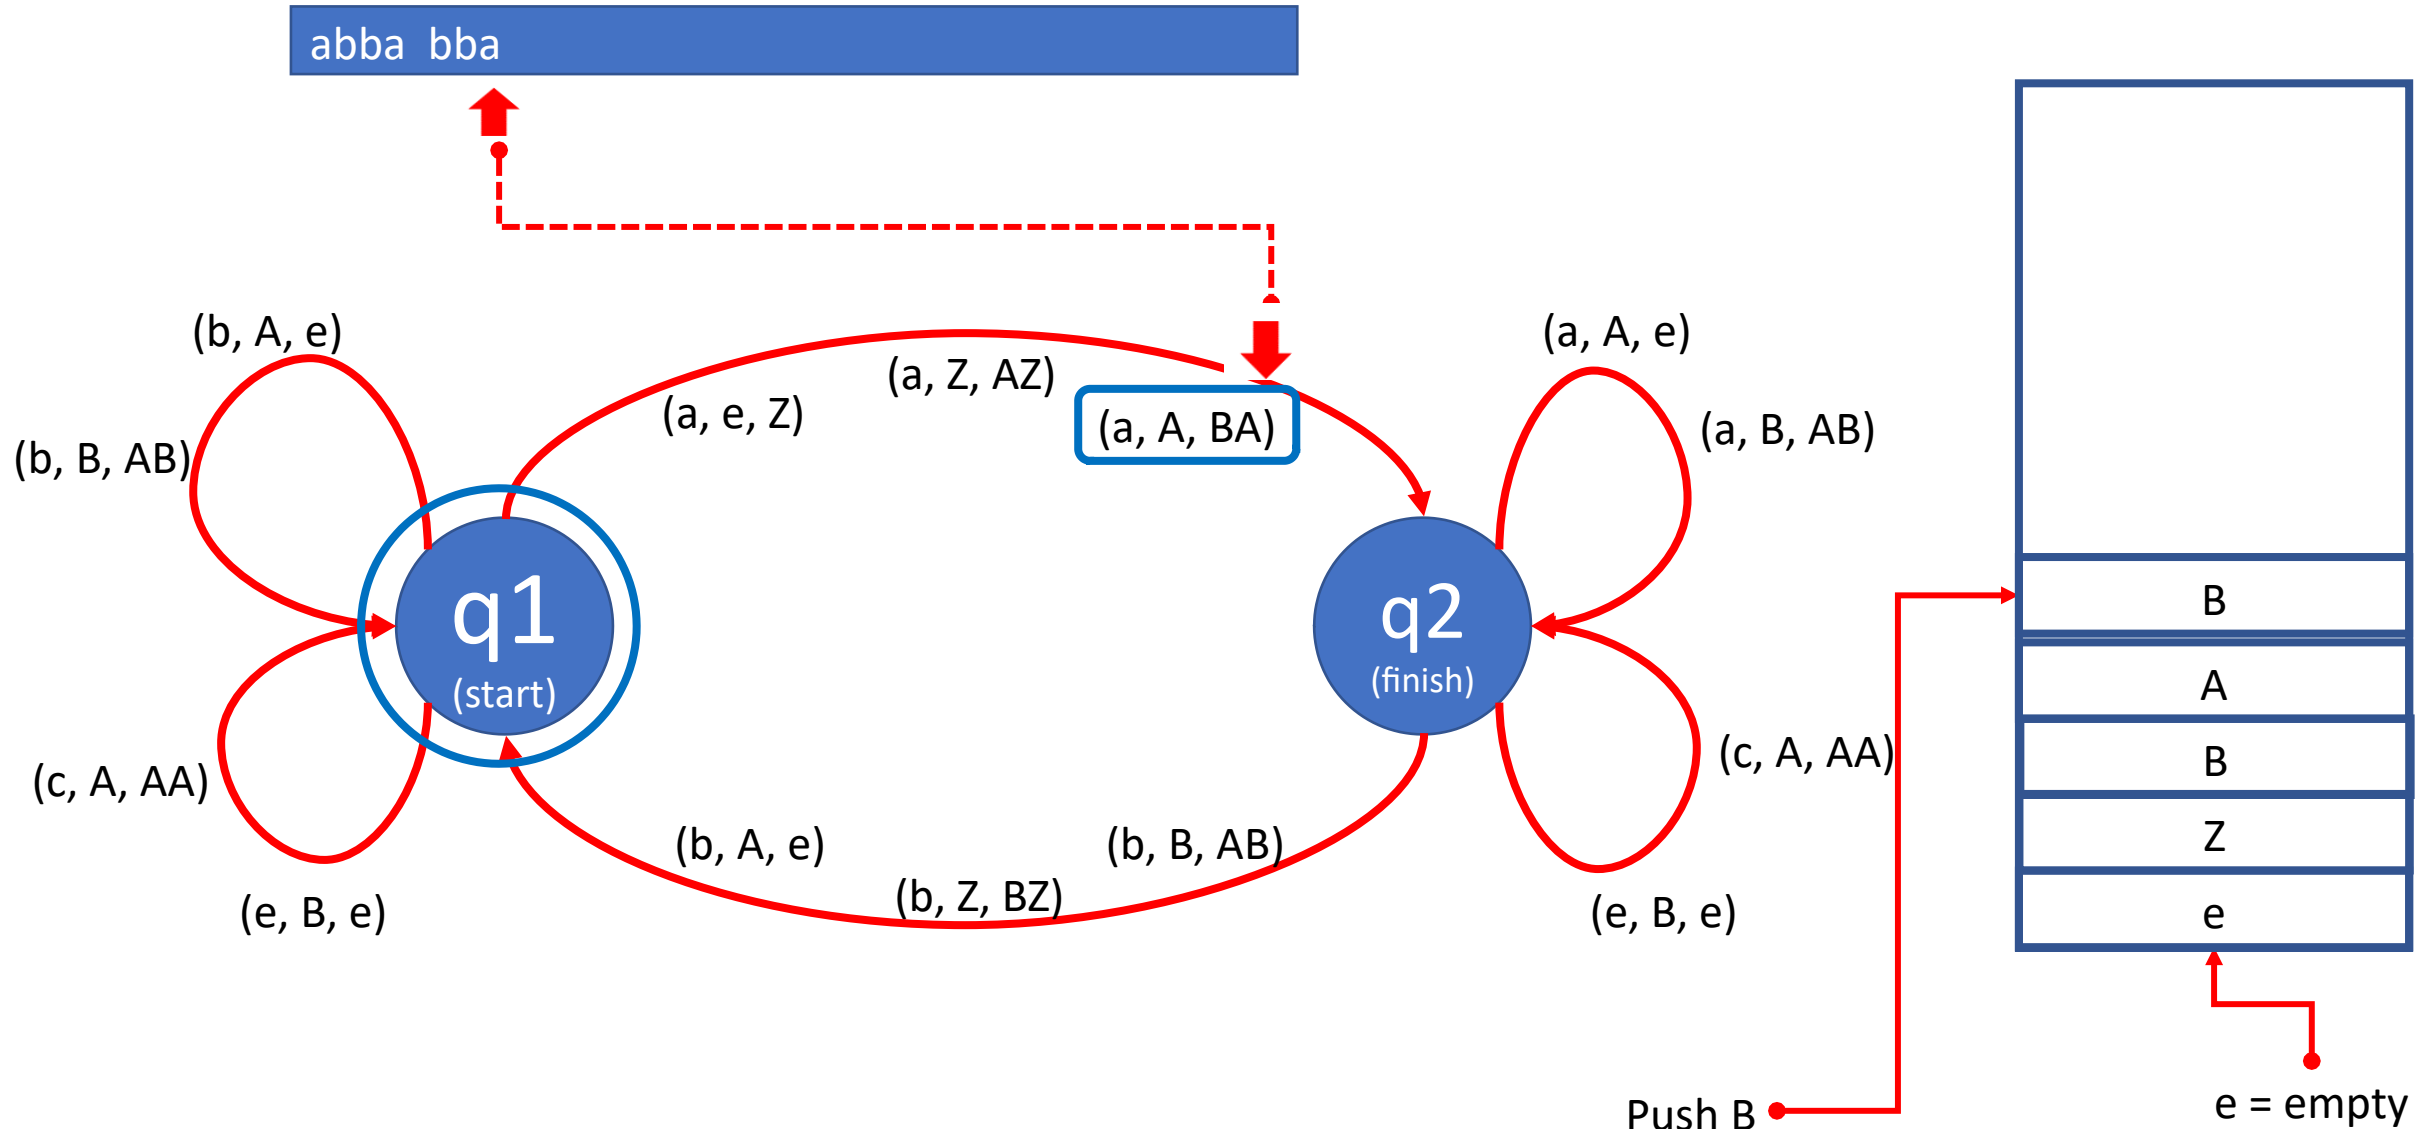 abba  bba
(b, A, e)
(a, A, e)
(a, Z, AZ)
(a, e, Z)
(a, A, BA)
(a, B, AB)
(b, B, AB)
q1
(start)
q2
(finish)
B
A
B
Z
e
(c, A, AA)
(c, A, AA)
(b, A, e)
(b, B, AB)
(b, Z, BZ)
(e, B, e)
(e, B, e)
Push B
e = empty